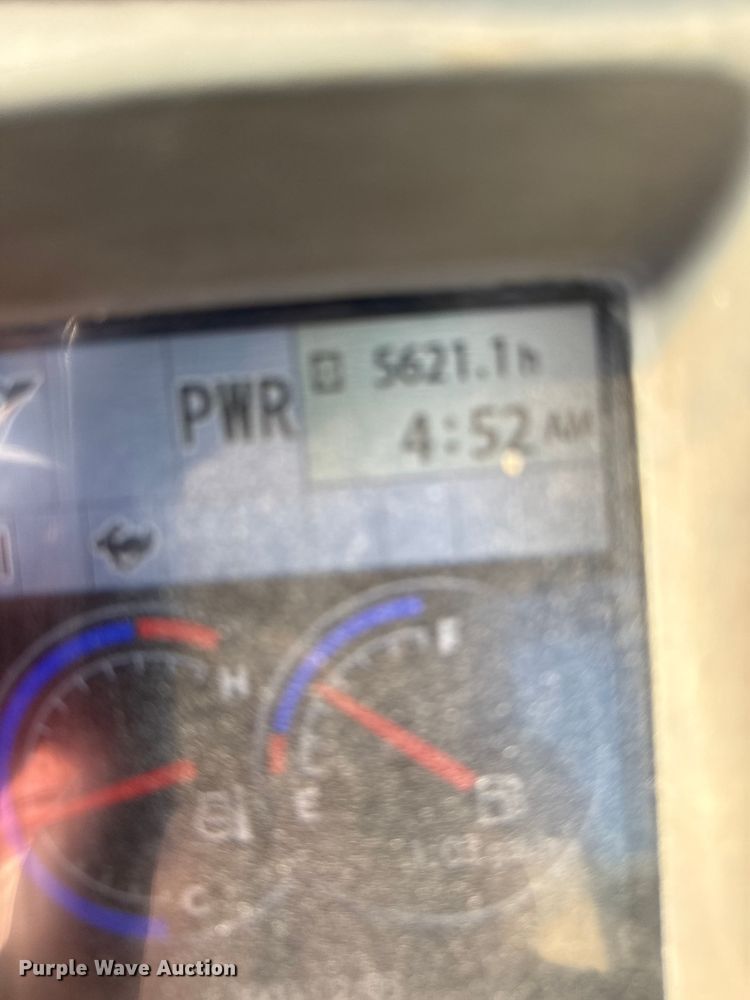 5621.1h
PWR
4:52 AM
H
F
E
C
Purple Wave Auction